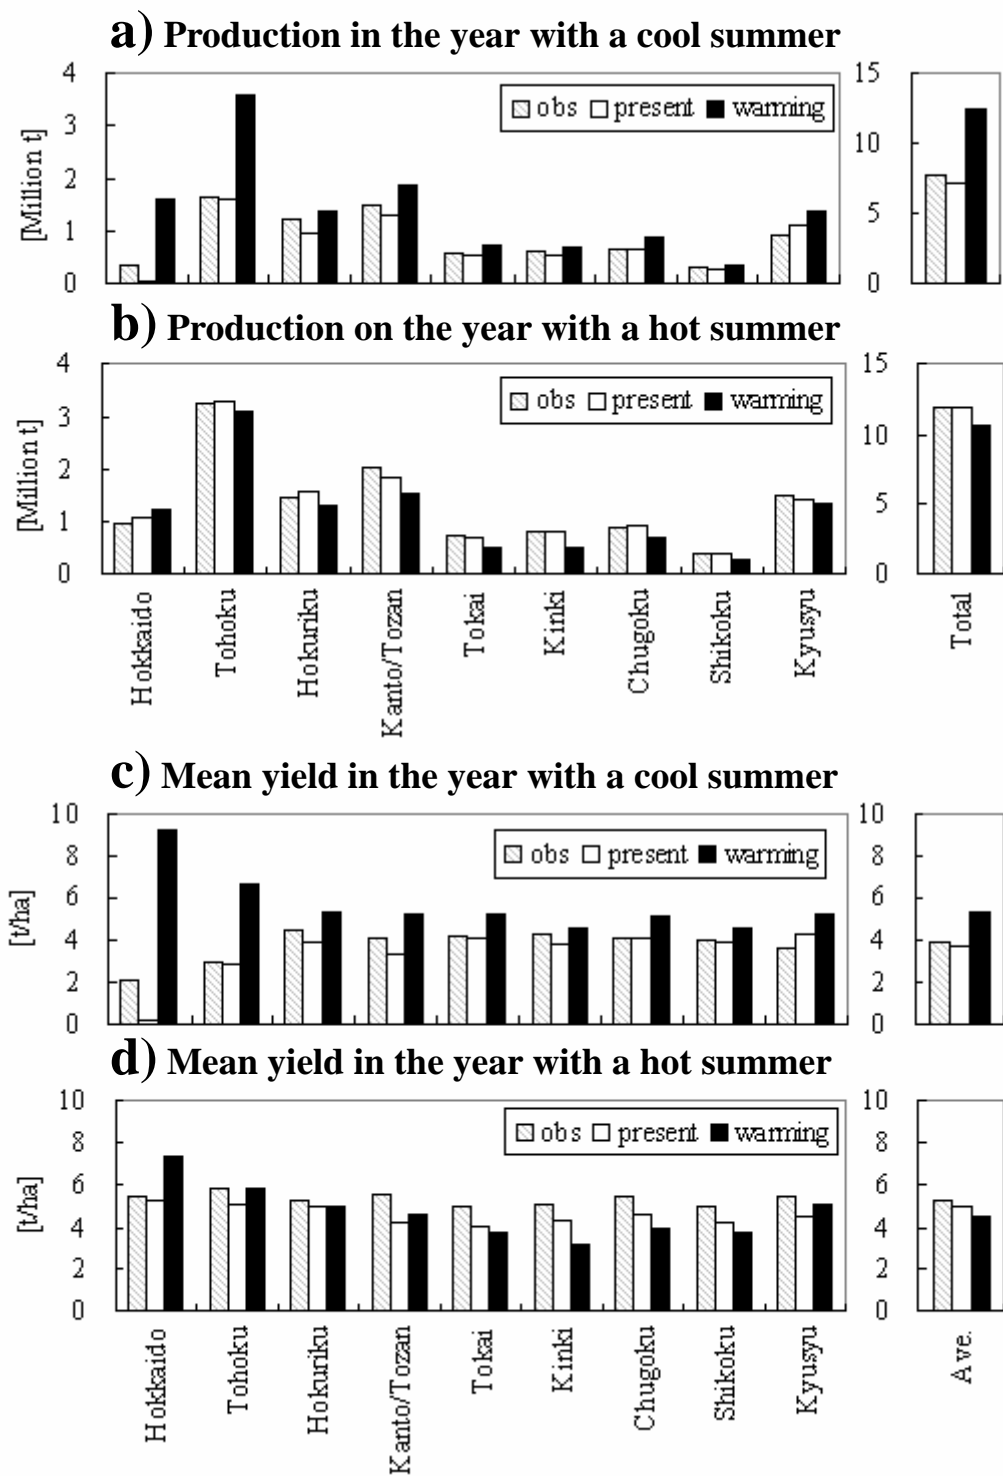 a) Production in the year with a cool summer
4
3
2
1
0
[Million t]
obs present warming
15
10
5
0
b) Production on the year with a hot summer
4
3
2
1
0
[Million t]
obs present warming
15
10
5
0
Hokkaido
Tohoku
Hokuriku
Kanto/Tozan
Tokai
Kinki
Chugoku
Shikoku
Kyusyu
Total
c) Mean yield in the year with a cool summer
10
8
6
4
2
0
[t/ha]
obs present warming
10
8
6
4
2
0
d) Mean yield in the year with a hot summer
10
8
6
4
2
0
[t/ha]
obs present warming
10
8
6
4
2
0
Hokkaido
Tohoku
Hokuriku
Kanto/Tozan
Tokai
Kinki
Chugoku
Shikoku
Kyusyu
Ave.